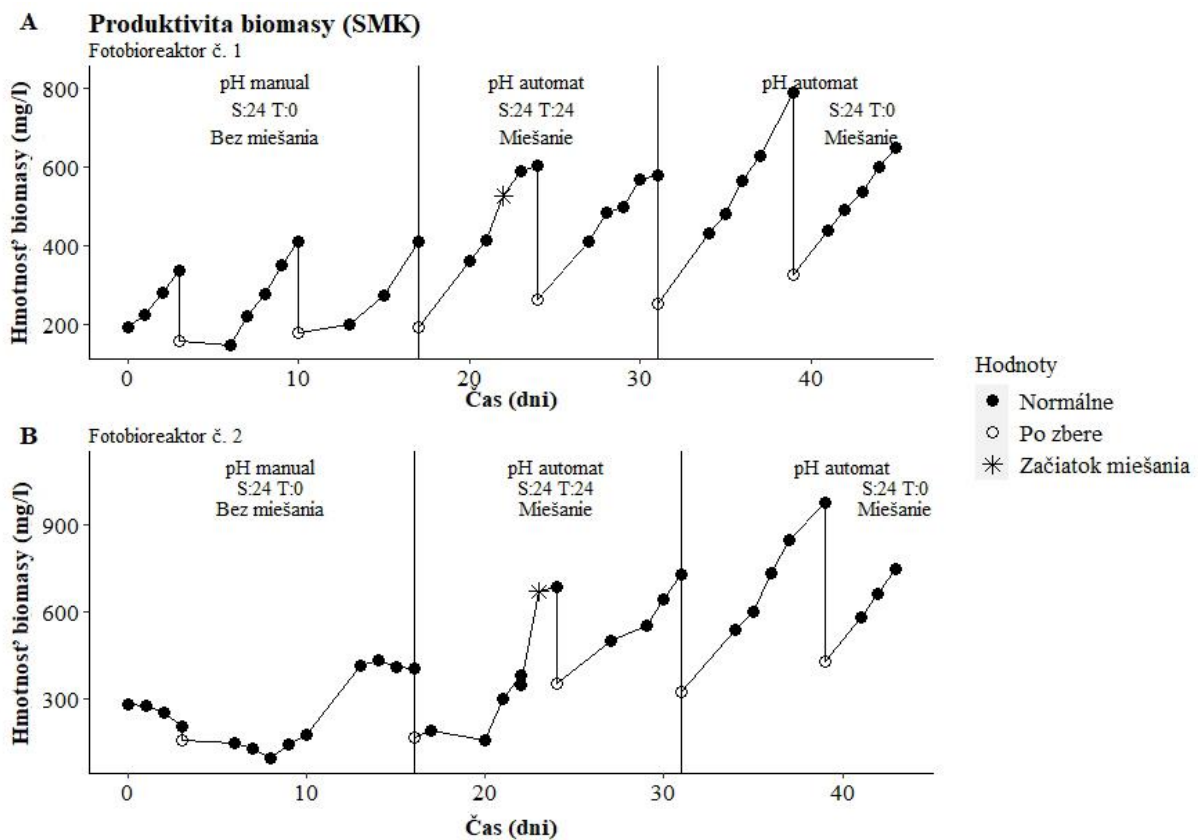 A Produktivita biomasy (SMK)
Fotobioreaktor č. 1
pH manual
S:24 T:0
Bez miešania
pH automat
S:24 T:24
Miešanie
pH automat
S:24 T:0
Miešanie
Hmotnosť biomasy (mg/l)
800
600
400
200
0 10 20 30 40
Čas (dni)
B Fotobioreaktor č. 2
pH manual
S:24 T:0
Bez miešania
pH automat
S:24 T:24
Miešanie
pH automat
S:24 T:0
Miešanie
Hmotnosť biomasy (mg/l)
900
600
300
0 10 20 30 40
Čas (dni)
Hodnoty
Normálne
Po zbere
Začiatok miešania